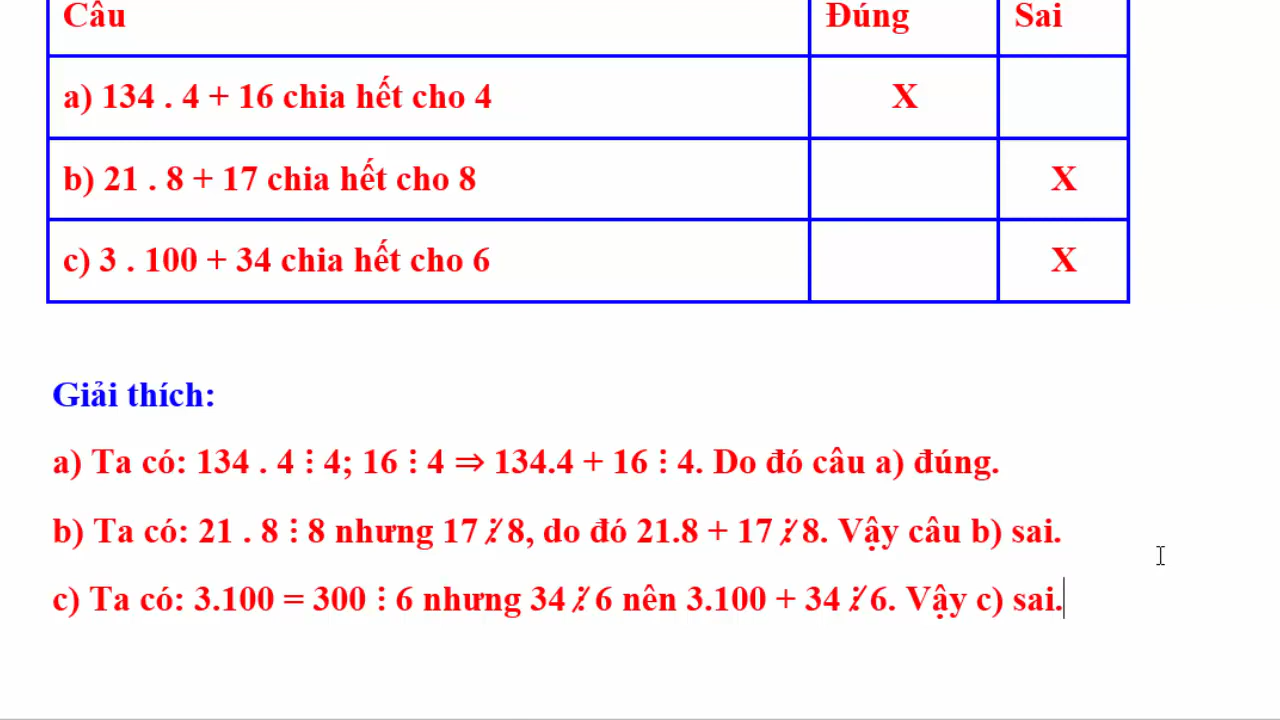 Câu Đúng Sai
a) 134 . 4 + 16 chia hết cho 4 X
b) 21 . 8 + 17 chia hết cho 8 X
c) 3 . 100 + 34 chia hết cho 6 X
Giải thích:
a) Ta có: 134 . 4 ⋮ 4; 16 ⋮ 4 ⇒ 134.4 + 16 ⋮ 4. Do đó câu a) đúng.
b) Ta có: 21 . 8 ⋮ 8 nhưng 17 ⋮̸ 8, do đó 21.8 + 17 ⋮̸ 8. Vậy câu b) sai.
c) Ta có: 3.100 = 300 ⋮ 6 nhưng 34 ⋮̸ 6 nên 3.100 + 34 ⋮̸ 6. Vậy c) sai.